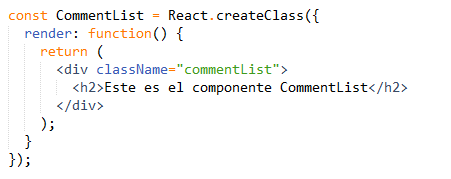 const CommentList = React.createClass({
  render: function() {
    return (
      <div className="commentList">
        <h2>Este es el componente CommentList</h2>
      </div>
    );
  }
});